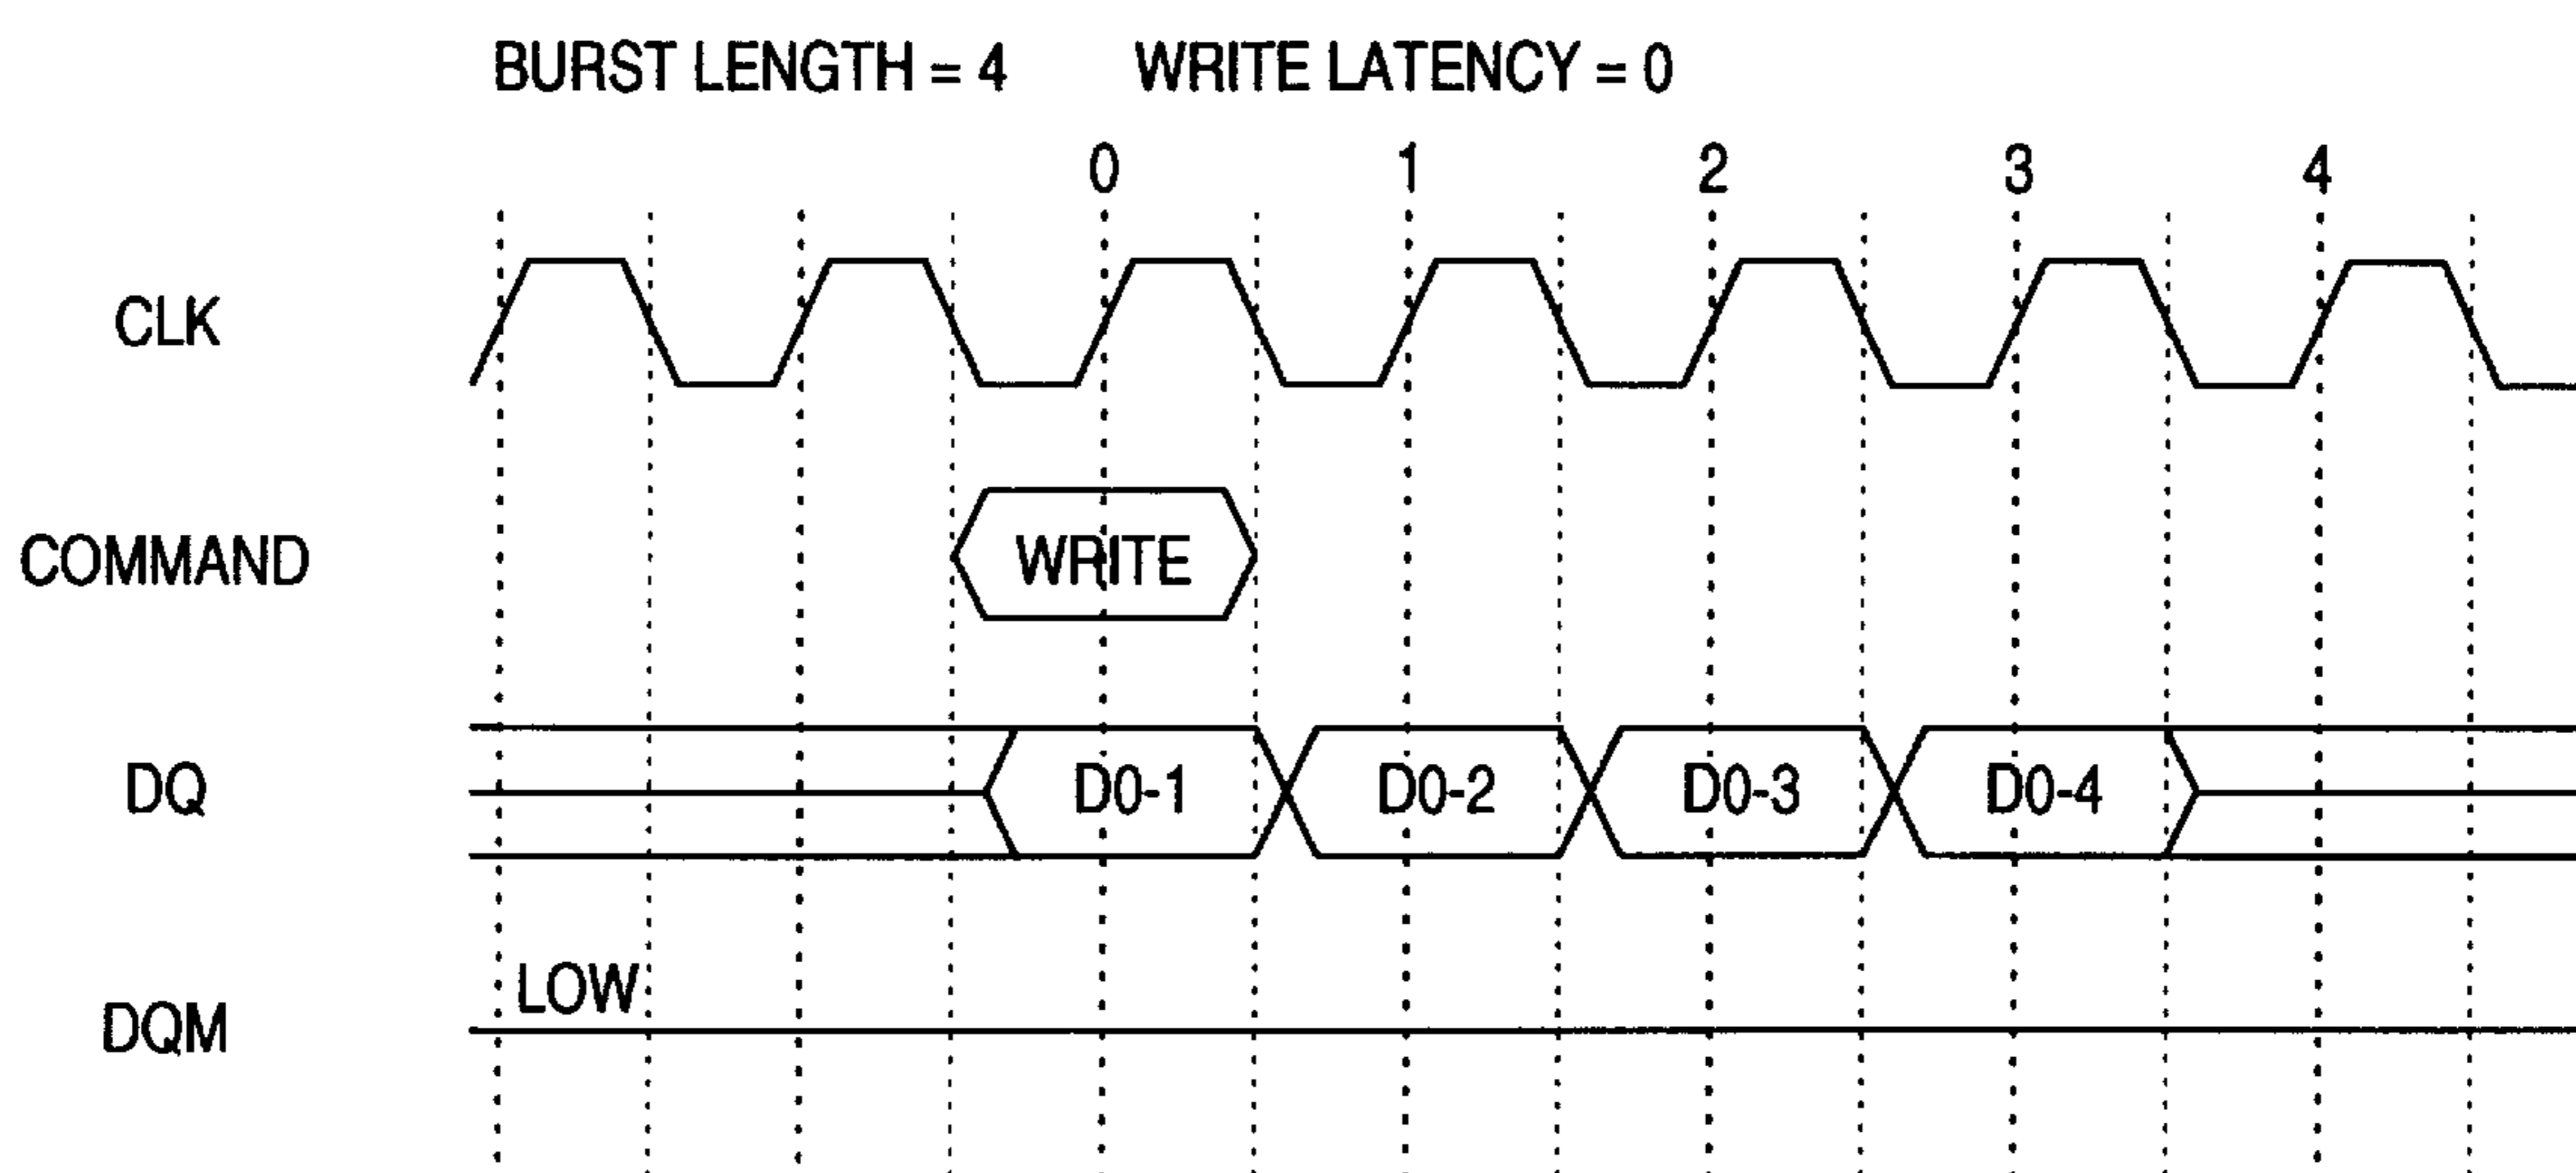 BURST LENGTH = 4 WRITE LATENCY = 0
0 1 2 3 4
CLK
COMMAND WRITE
DQ D0-1 D0-2 D0-3 D0-4
LOW
DQM